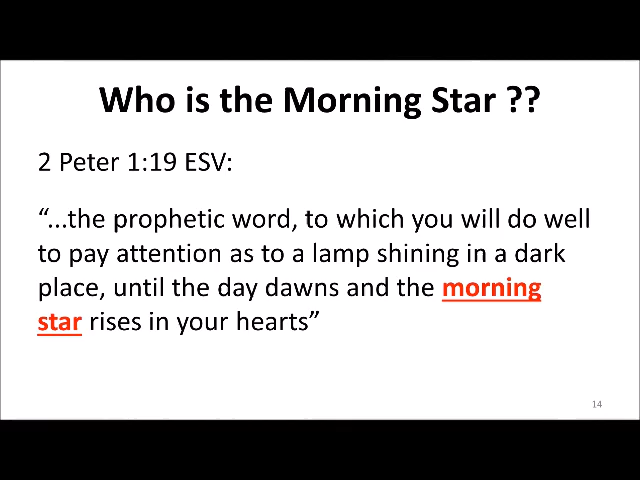 Who is the Morning Star ??
2 Peter 1:19 ESV:
“...the prophetic word, to which you will do well
to pay attention as to a lamp shining in a dark
place, until the day dawns and the morning
star rises in your hearts”
14